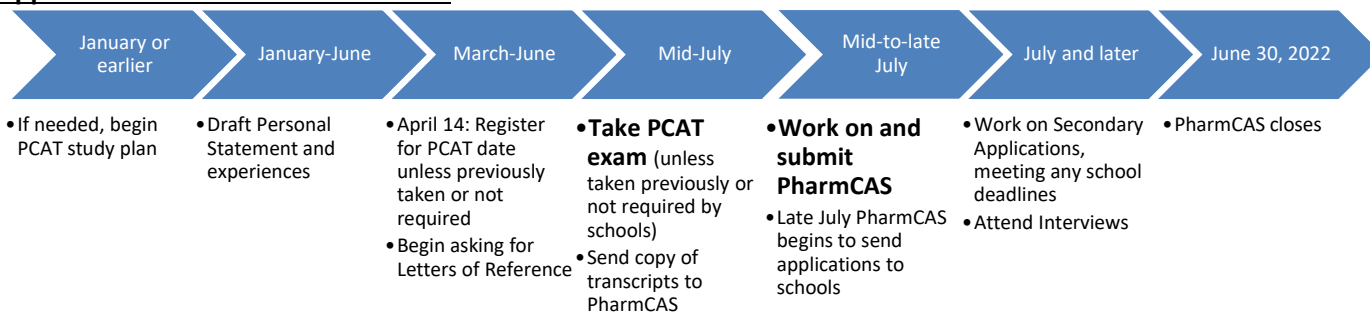 January or
earlier
January-June
March-June
Mid-July
Mid-to-late
July
July and later
June 30, 2022
•If needed, begin
PCAT study plan
•Draft Personal
Statement and
experiences
•April 14: Register
for PCAT date
unless previously
taken or not
required
•Begin asking for
Letters of Reference
•Take PCAT
exam (unless
taken previously or
not required by
schools)
•Send copy of
transcripts to
PharmCAS
•Work on and
submit
PharmCAS
•Late July PharmCAS
begins to send
applications to
schools
•Work on Secondary
Applications,
meeting any school
deadlines
•Attend Interviews
•PharmCAS closes